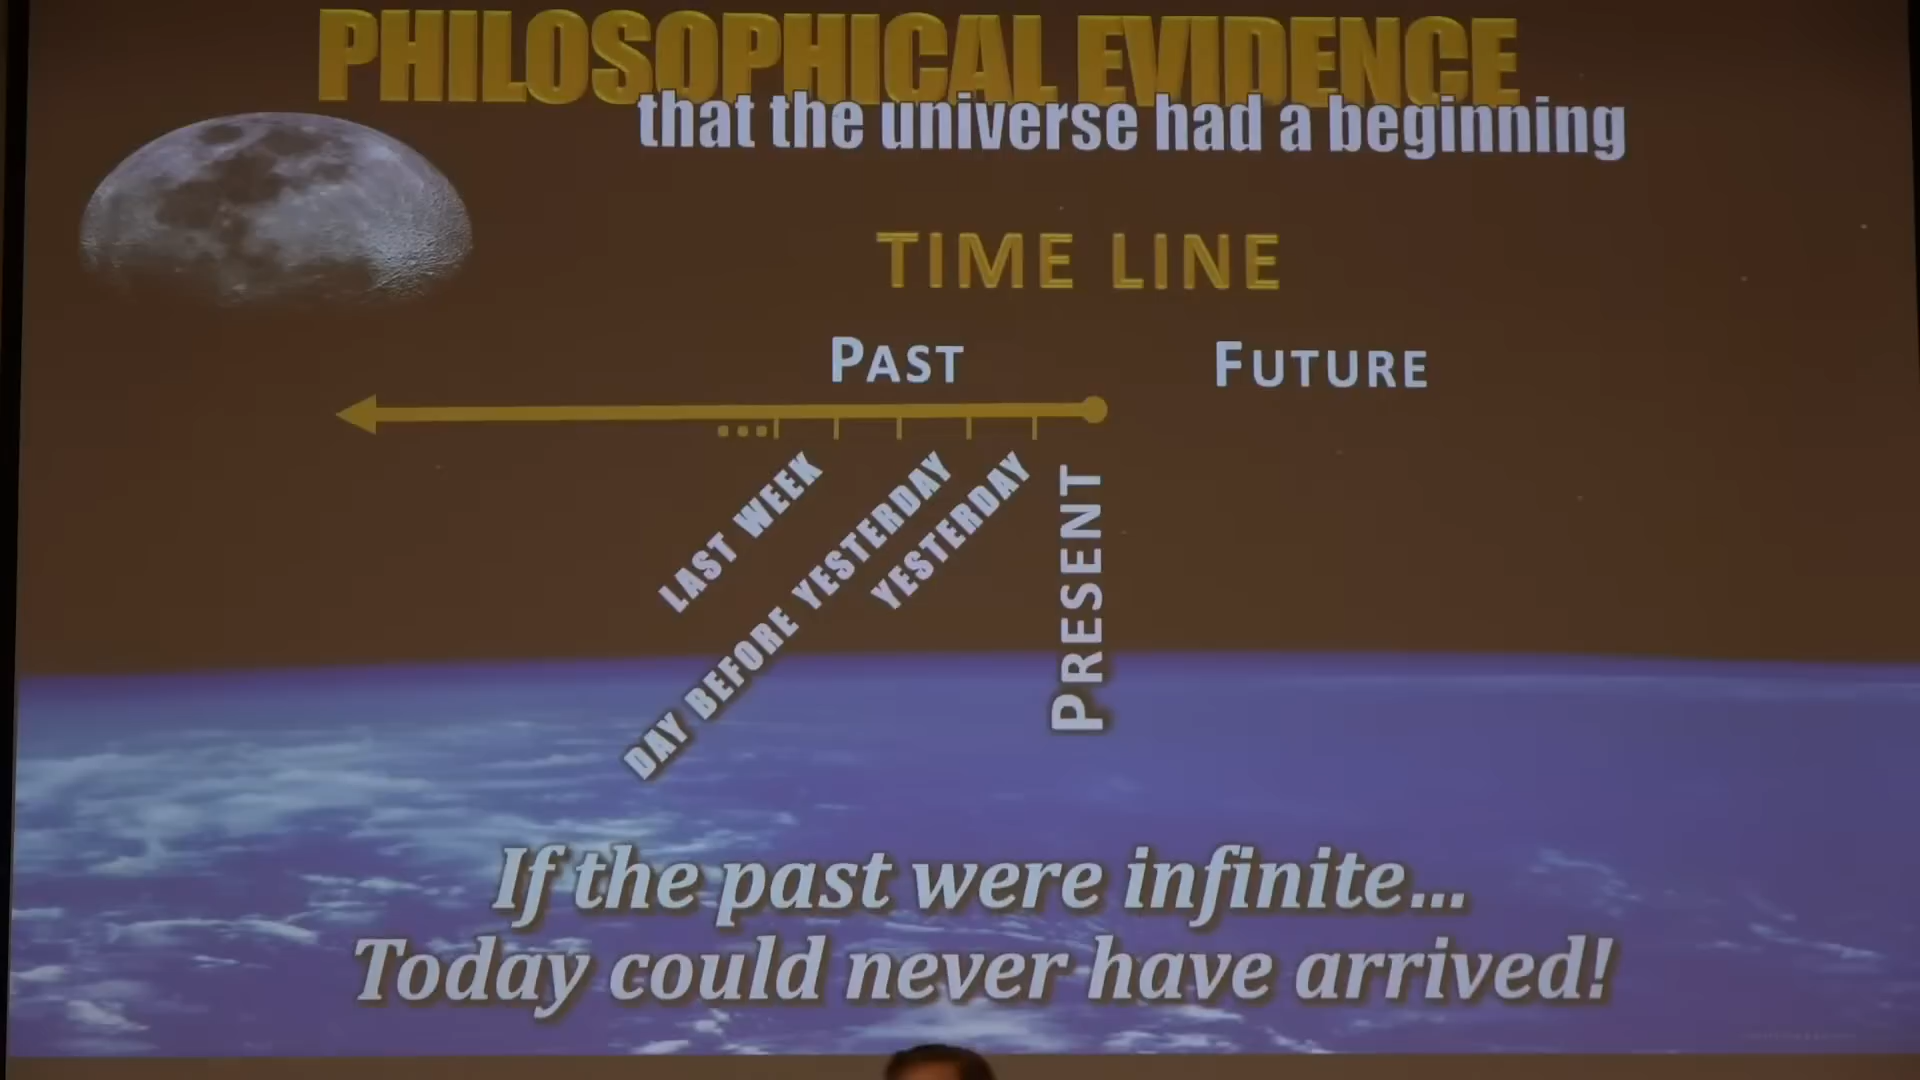 PHILOSOPHICAL EVIDENCE
that the universe had a beginning
TIME LINE
PAST
FUTURE
LAST WEEK
DAY BEFORE YESTERDAY
YESTERDAY
PRESENT
If the past were infinite...
Today could never have arrived!